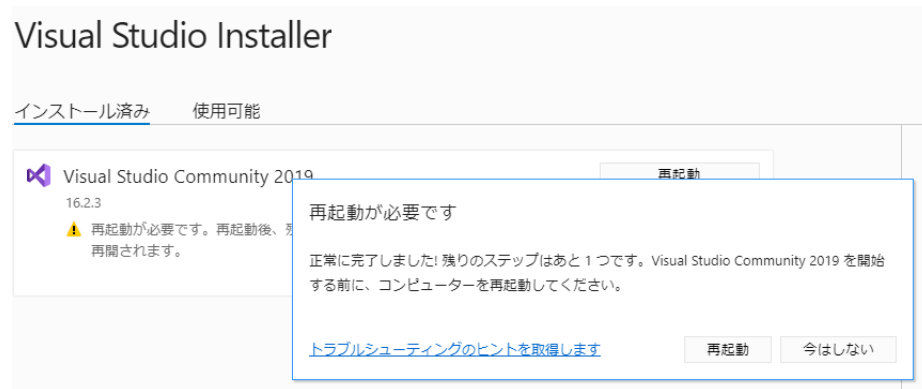 Visual Studio Installer
インストール済み 使用可能
Visual Studio Community 2019
再起動
16.2.3
再起動が必要です。再起動後、
再開されます。
再起動が必要です
正常に完了しました! 残りのステップはあと 1 つです。Visual Studio Community 2019 を開始
する前に、コンピューターを再起動してください。
トラブルシューティングのヒントを取得します
再起動 今はしない